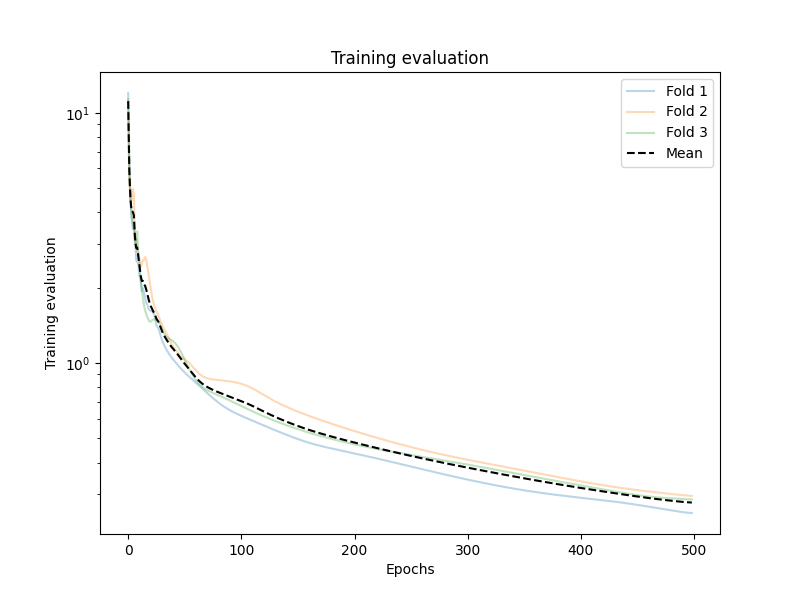 Training evaluation
Fold 1
Fold 2
Fold 3
Mean
Training evaluation
10¹
10⁰
0 100 200 300 400 500
Epochs